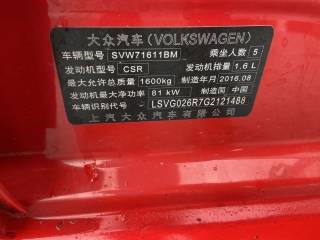 大众汽车(VOLKSWAGEN)
车辆型号 SVW71611BM 乘坐人数 5
发动机型号 CSR 发动机排量 1.6 L
最大允许总质量 1600kg 制造年月 2016.08
发动机最大净功率 81 kW 制造国 中国
车辆识别代号 LSVG026R7G2121488
上汽大众汽车有限公司